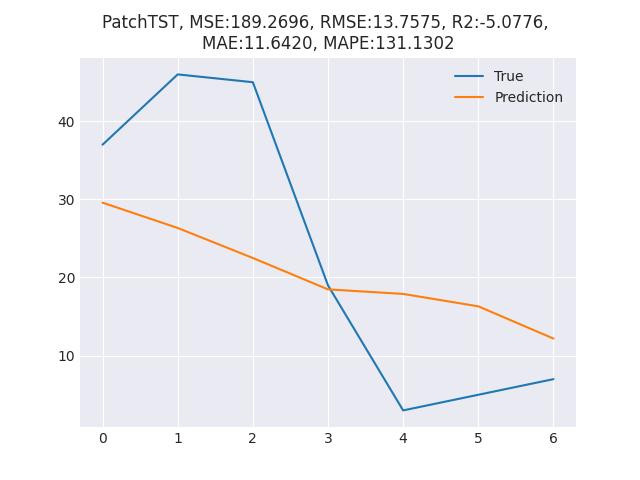 PatchTST, MSE:189.2696, RMSE:13.7575, R2:-5.0776,
MAE:11.6420, MAPE:131.1302
True
Prediction
40
30
20
10
0 1 2 3 4 5 6